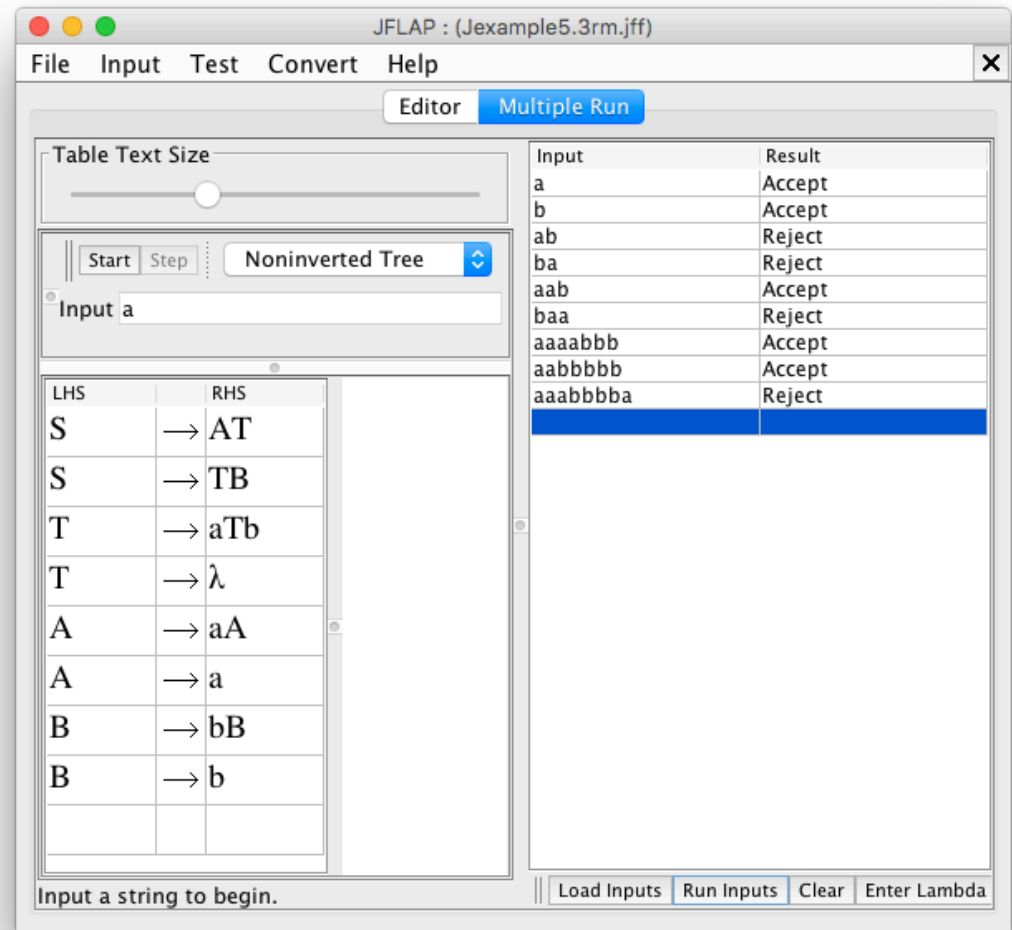 JFLAP : (Jexample5.3rm.jff)
File Input Test Convert Help
Editor Multiple Run
Table Text Size
Start Step Noninverted Tree
Input a
LHS RHS
S → AT
S → TB
T → aTb
T → λ
A → aA
A → a
B → bB
B → b
Input a string to begin.
Input Result
a Accept
b Accept
ab Reject
ba Reject
aab Accept
baa Reject
aaaabbb Accept
aabbbbb Accept
aaabbbba Reject
Load Inputs Run Inputs Clear Enter Lambda